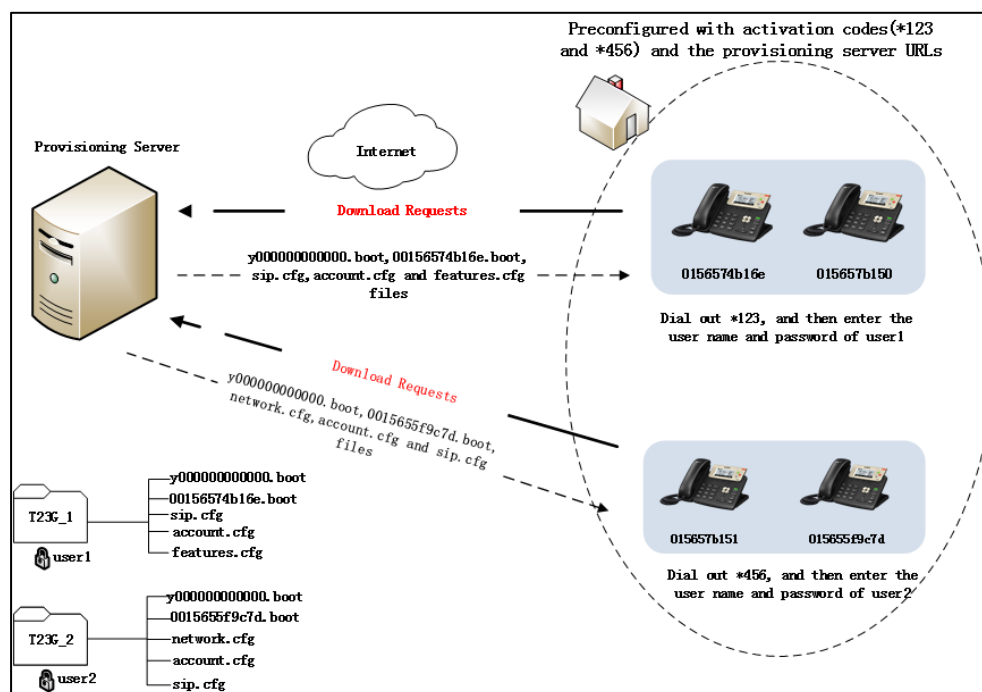 Preconfigured with activation codes(*123
and *456) and the provisioning server URLs
Provisioning Server
Internet
Download Requests
y000000000000.boot,00156574b16e.boot,
sip.cfg,account.cfg and features.cfg
files
0156574b16e
015657b150
Dial out *123, and then enter the
user name and password of user1
Download Requests
y000000000000.boot,0015655f9c7d.boot,
network.cfg,account.cfg and sip.cfg
files
015657b151
015655f9c7d
Dial out *456, and then enter the
user name and password of user2
T23G_1
user1
y000000000000.boot
00156574b16e.boot
sip.cfg
account.cfg
features.cfg
T23G_2
user2
y000000000000.boot
0015655f9c7d.boot
network.cfg
account.cfg
sip.cfg